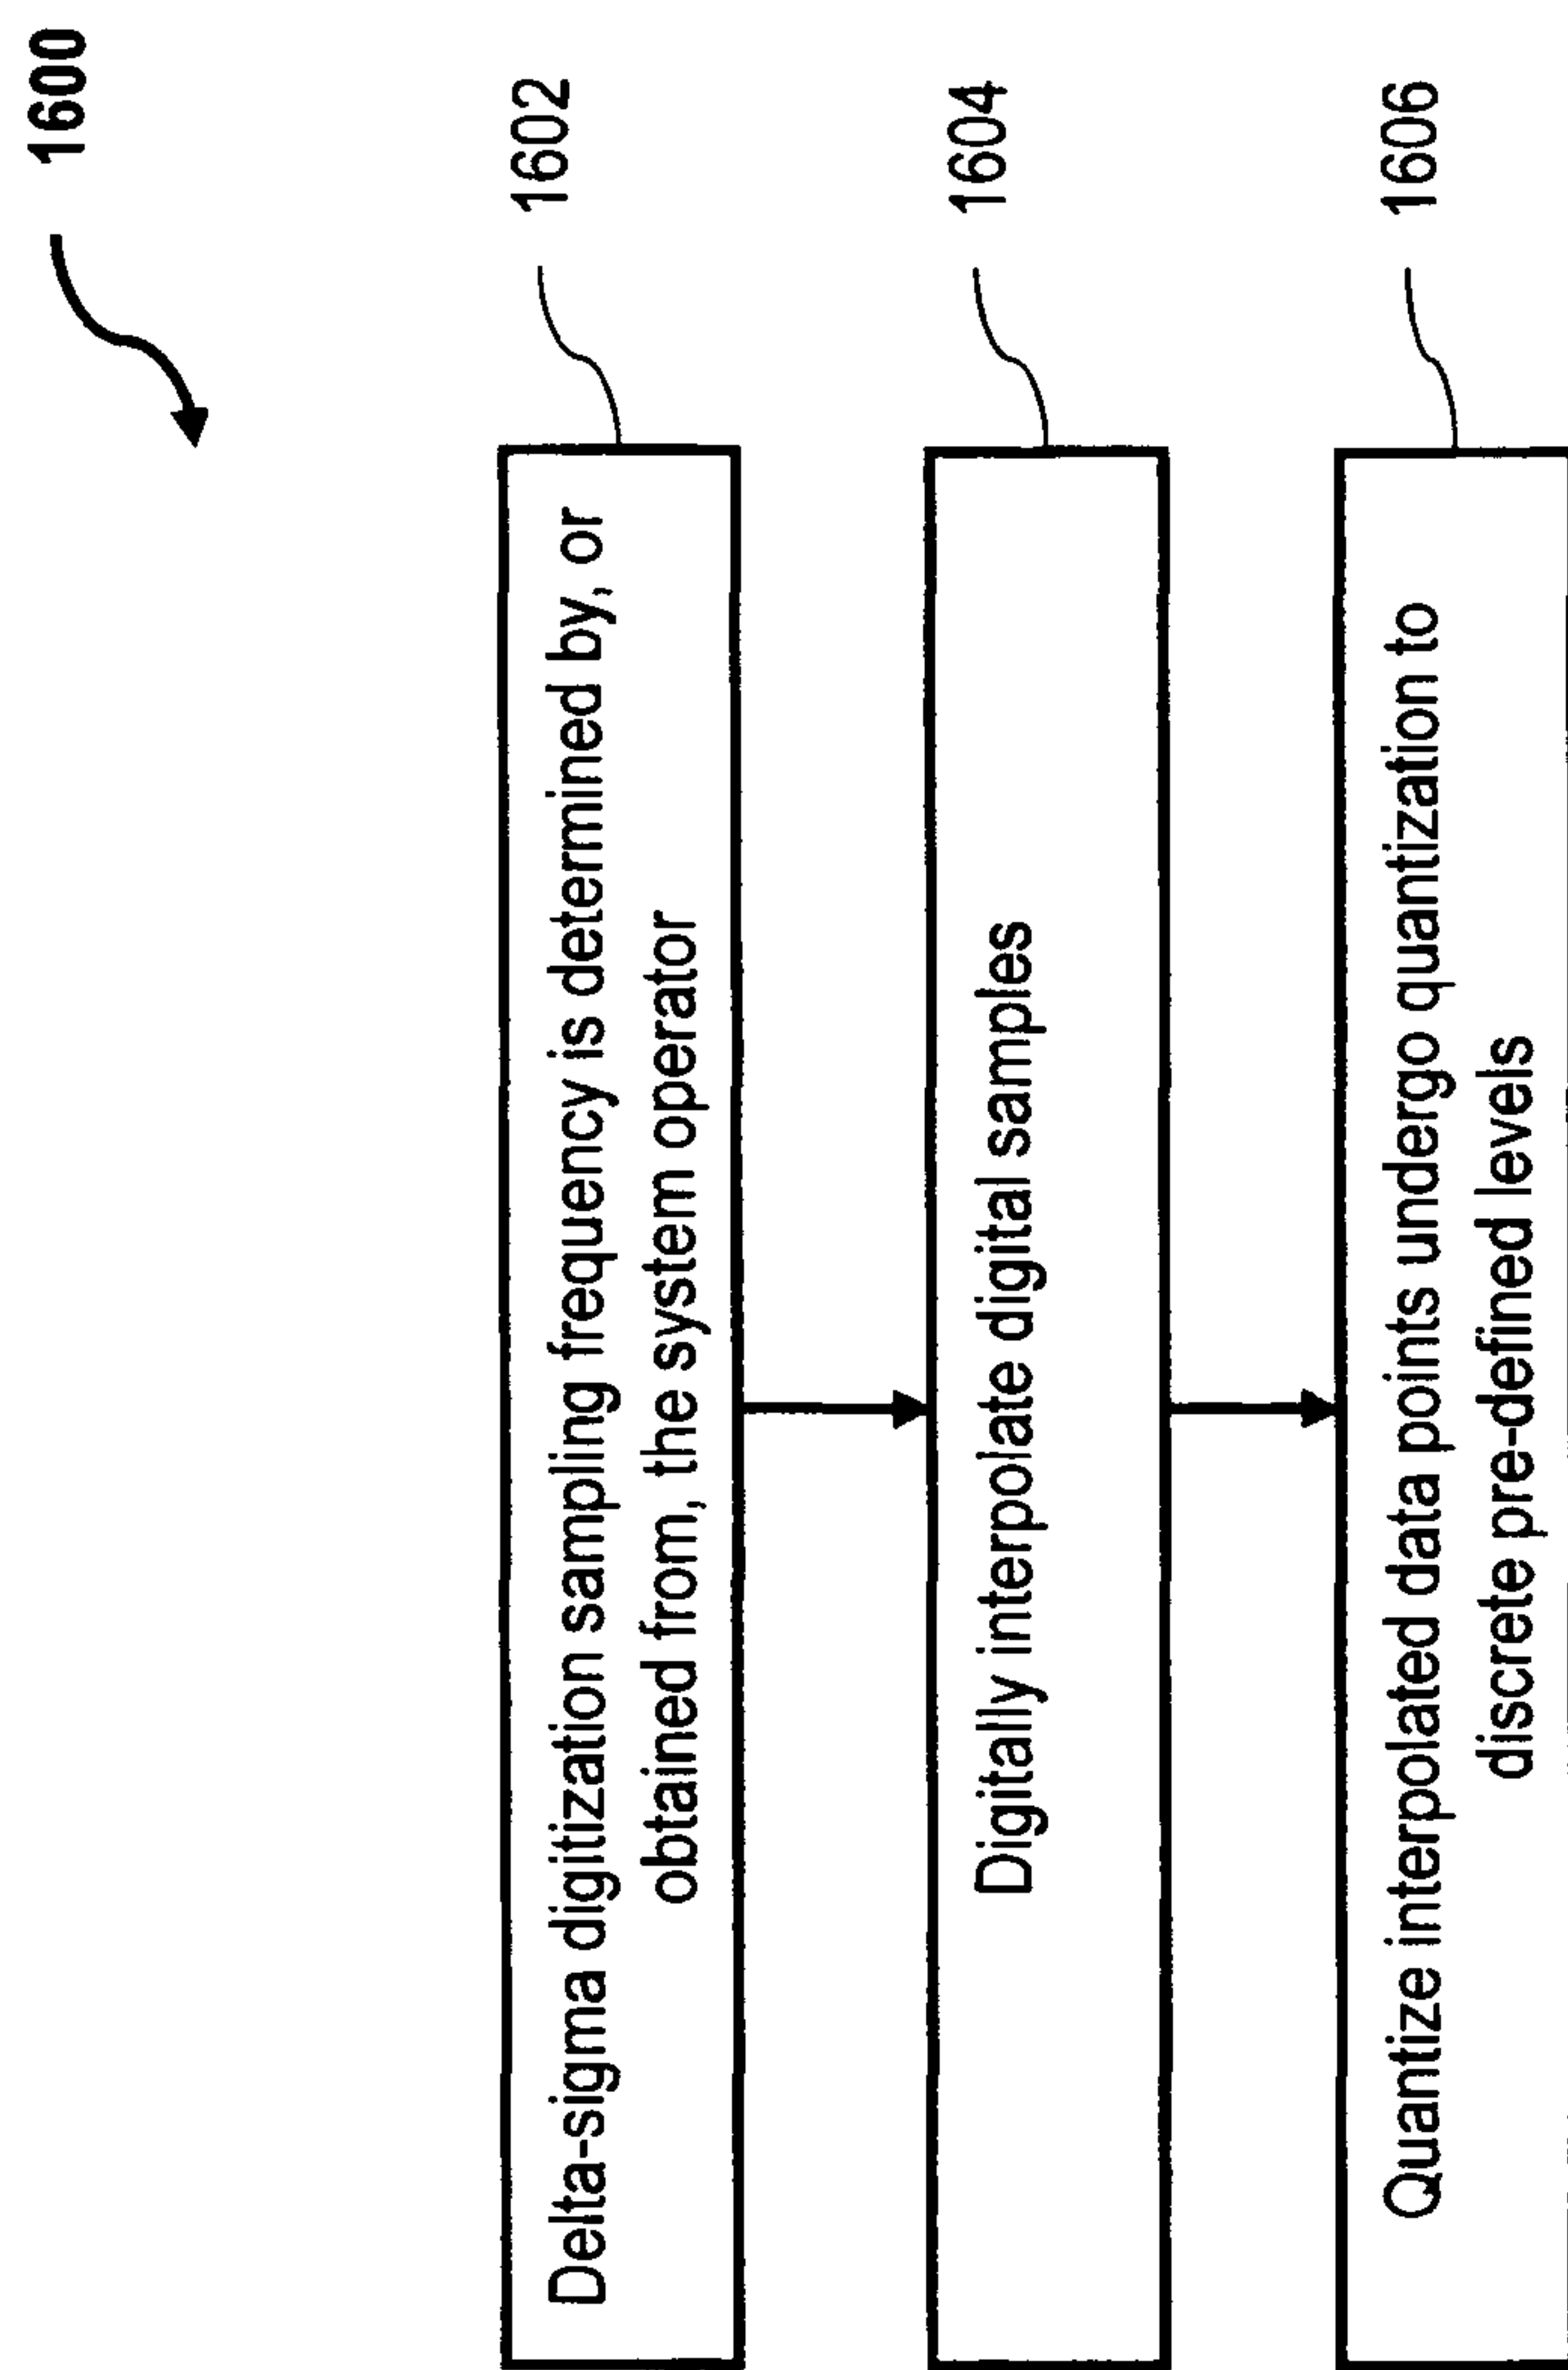 1600
1602
Delta-sigma digitization sampling frequency is determined by, or
obtained from, the system operator
1604
Digitally interpolate digital samples
1606
Quantize interpolated data points undergo quantization to
discrete pre-defined levels